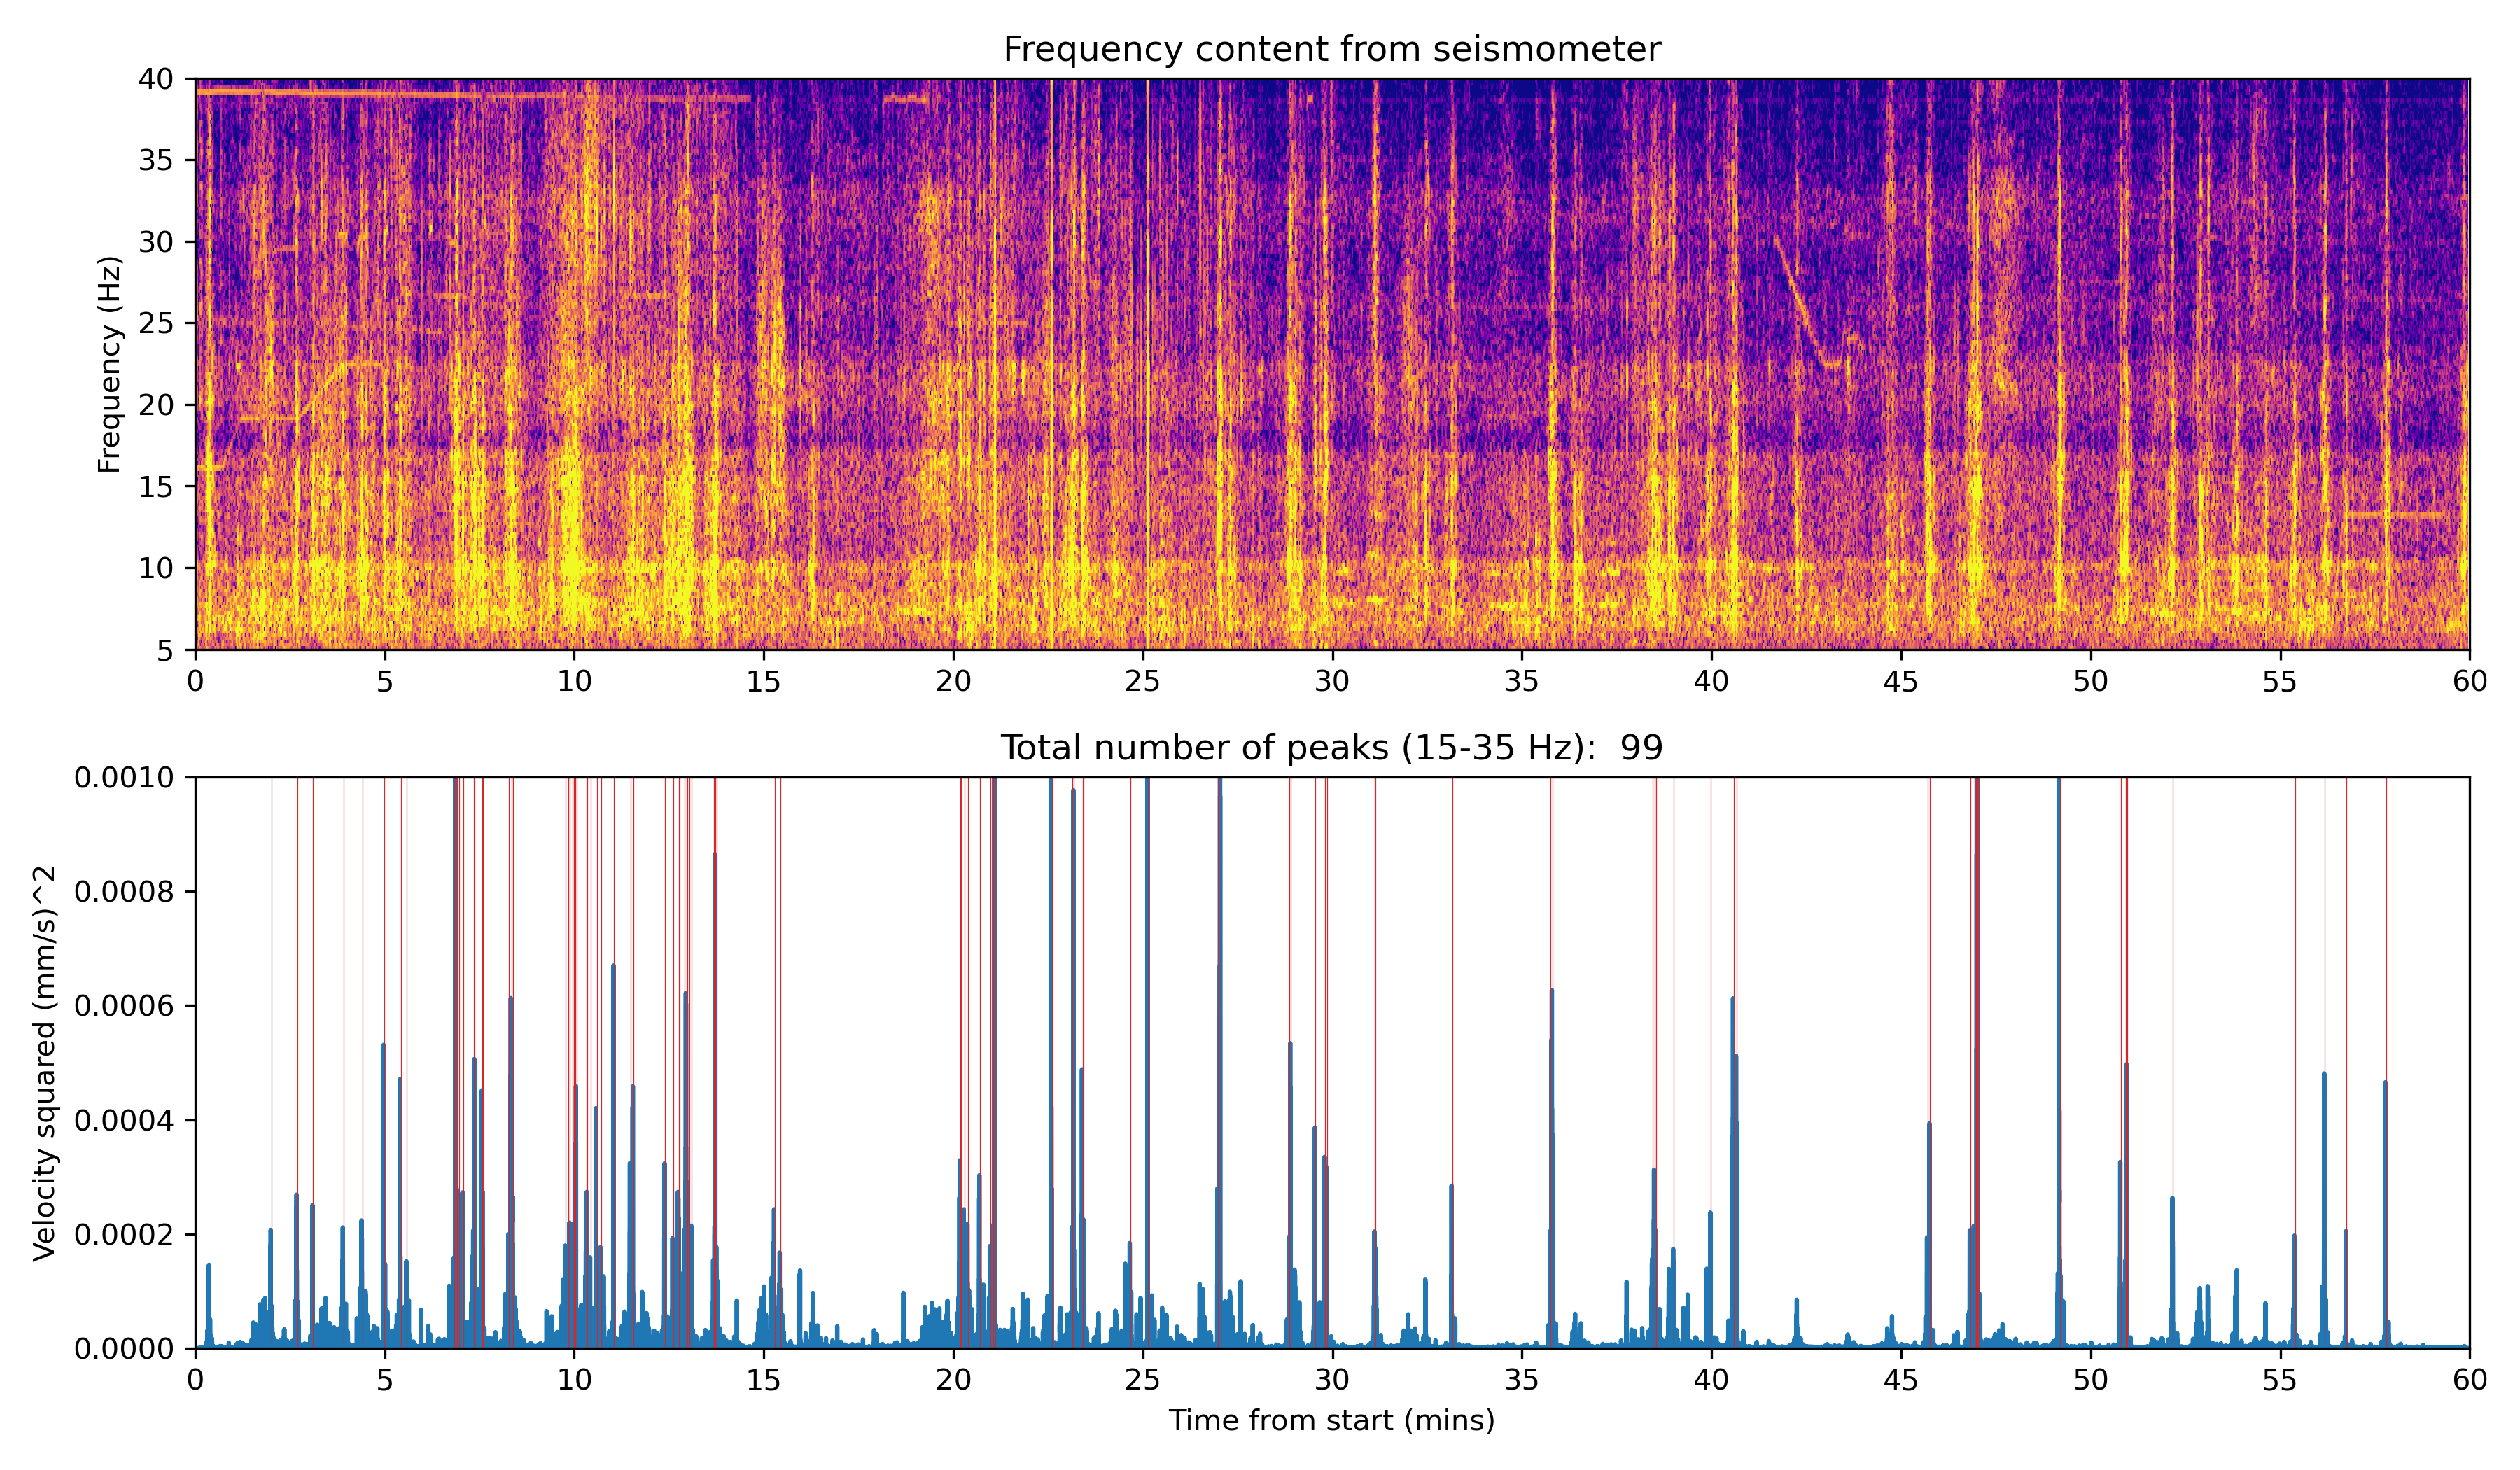 Frequency content from seismometer
Frequency (Hz)
40
35
30
25
20
15
10
5
0 5 10 15 20 25 30 35 40 45 50 55 60
Total number of peaks (15-35 Hz):  99
Velocity squared (mm/s)^2
0.0010
0.0008
0.0006
0.0004
0.0002
0.0000
0 5 10 15 20 25 30 35 40 45 50 55 60
Time from start (mins)